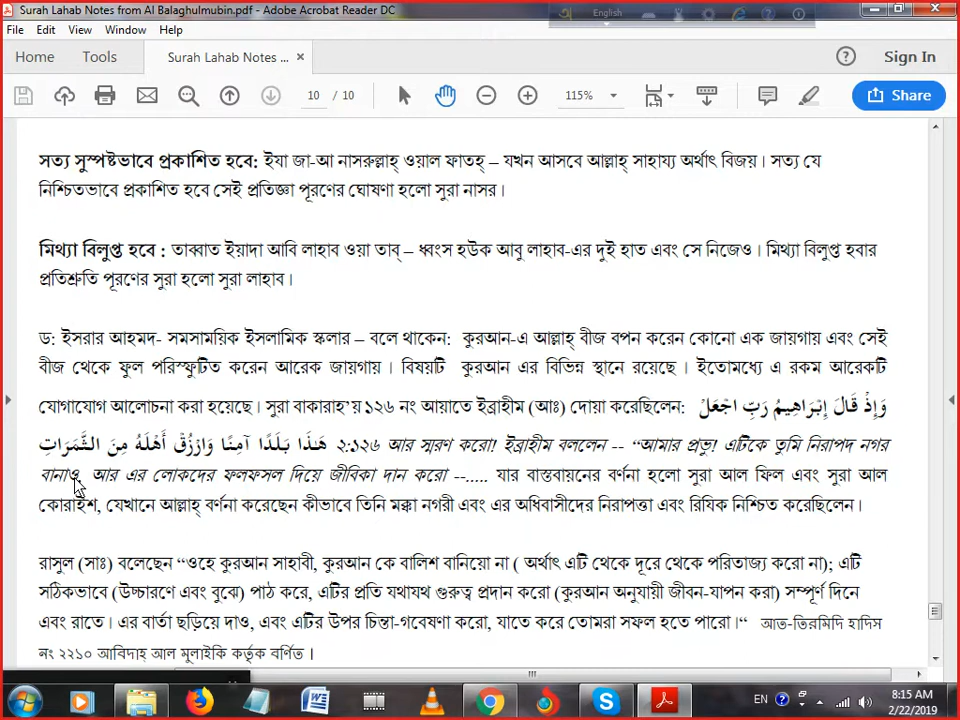 Surah Lahab Notes from Al Balaghulmubin.pdf - Adobe Acrobat Reader DC
English
File Edit View Window Help
Home Tools Surah Lahab Notes ... × Sign In
10 / 10 115% Share
সত্য সুস্পষ্টভাবে প্রকাশিত হবে: ইযা জা-আ নাসরুল্লাহ্ ওয়াল ফাতহ্ – যখন আসবে আল্লাহ্ সাহায্য অর্থাৎ বিজয়। সত্য যে
নিশ্চিতভাবে প্রকাশিত হবে সেই প্রতিজ্ঞা পূরণের ঘোষণা হলো সুরা নাসর।
মিথ্যা বিলুপ্ত হবে : তাব্বাত ইয়াদা আবি লাহাব ওয়া তাব্ – ধ্বংস হউক আবু লাহাব-এর দুই হাত এবং সে নিজেও। মিথ্যা বিলুপ্ত হবার
প্রতিশ্রুতি পূরণের সুরা হলো সুরা লাহাব।
ড: ইসরার আহমদ- সমসাময়িক ইসলামিক স্কলার – বলে থাকেন: কুরআন-এ আল্লাহ্ বীজ বপন করেন কোনো এক জায়গায় এবং সেই
বীজ থেকে ফুল পরিস্ফুটিত করেন আরেক জায়গায় । বিষয়টি কুরআন এর বিভিন্ন স্থানে রয়েছে । ইতোমধ্যে এ রকম আরেকটি
যোগাযোগ আলোচনা করা হয়েছে। সুরা বাকারাহ’য় ১২৬ নং আয়াতে ইব্রাহীম (আঃ) দোয়া করেছিলেন: وَإِذْ قَالَ إِبْرَاهِيمُ رَبِّ اجْعَلْ
هَـٰذَا بَلَدًا آمِنًا وَارْزُقْ أَهْلَهُ مِنَ الثَّمَرَاتِ ২:১২৬ আর স্মরণ করো! ইব্রাহীম বললেন -- “আমার প্রভু! এটিকে তুমি নিরাপদ নগর
বানাও, আর এর লোকদের ফলফসল দিয়ে জীবিকা দান করো --..... যার বাস্তবায়নের বর্ণনা হলো সুরা আল ফিল এবং সুরা আল
কোরাইশ, যেখানে আল্লাহ্ বর্ণনা করেছেন কীভাবে তিনি মক্কা নগরী এবং এর অধিবাসীদের নিরাপত্তা এবং রিযিক নিশ্চিত করেছিলেন।
রাসুল (সাঃ) বলেছেন “ওহে কুরআন সাহাবী, কুরআন কে বালিশ বানিয়ো না ( অর্থাৎ এটি থেকে দূরে থেকে পরিতাজ্য করো না); এটি
সঠিকভাবে (উচ্চারণে এবং বুঝে) পাঠ করে, এটির প্রতি যথাযথ গুরুত্ব প্রদান করো (কুরআন অনুযায়ী জীবন-যাপন করা) সম্পূর্ণ দিনে
এবং রাতে। এর বার্তা ছড়িয়ে দাও, এবং এটির উপর চিন্তা-গবেষণা করো, যাতে করে তোমরা সফল হতে পারো।“ আত-তিরমিদি হাদিস
নং ২২১০ আবিদাহ আল মুলাইকি কর্তৃক বর্ণিত ।
EN 8:15 AM
2/22/2019